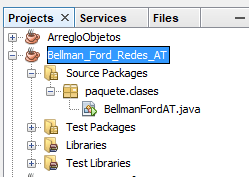 Projects Services Files
ArregloObjetos
Bellman_Ford_Redes_AT
Source Packages
paquete.clases
BellmanFordAT.java
Test Packages
Libraries
Test Libraries